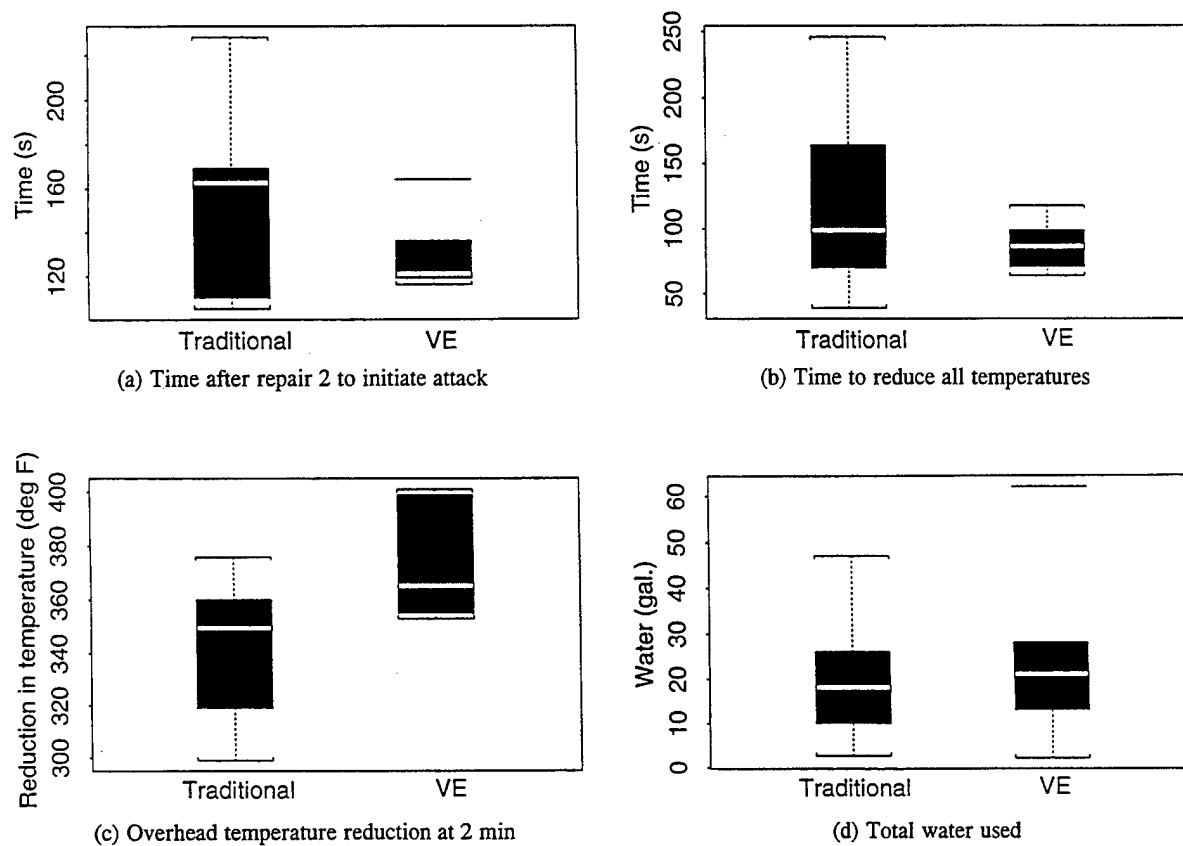 Time (s)
200
160
120
Traditional VE
(a) Time after repair 2 to initiate attack
Time (s)
250
200
150
100
50
Traditional VE
(b) Time to reduce all temperatures
Reduction in temperature (deg F)
400
380
360
340
320
300
Traditional VE
(c) Overhead temperature reduction at 2 min
Water (gal.)
60
50
40
30
20
10
0
Traditional VE
(d) Total water used